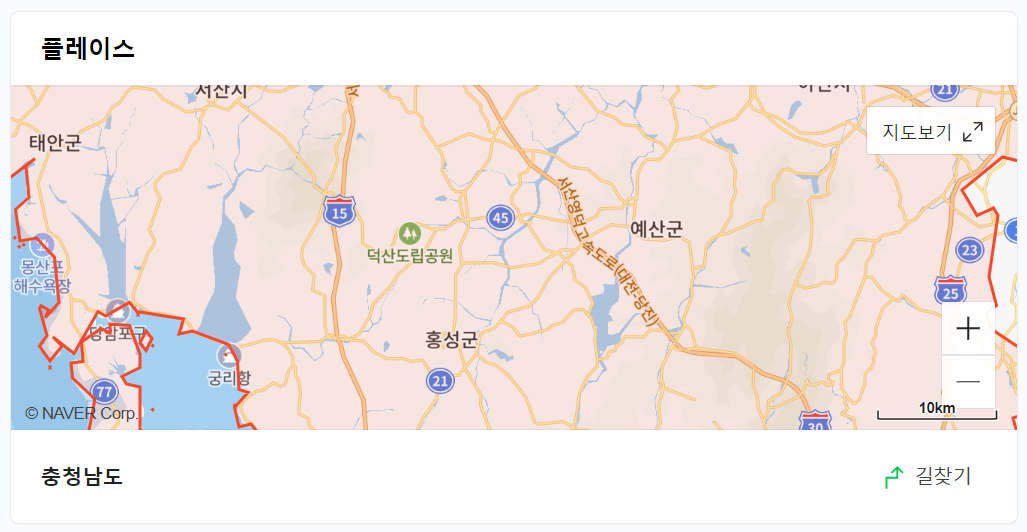 플레이스
서산시
아산시
21
지도보기
태안군
15
45
서산영덕고속도로(대전-당진)
예산군
덕산도립공원
23
몽산포
해수욕장
25
당암포구
홍성군
궁리항
21
77
© NAVER Corp.
10km
30
충청남도
길찾기